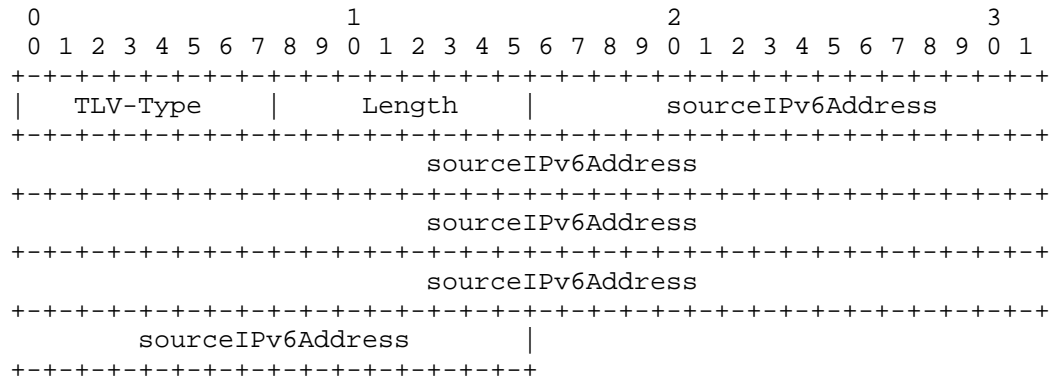 0                   1                   2                   3
 0 1 2 3 4 5 6 7 8 9 0 1 2 3 4 5 6 7 8 9 0 1 2 3 4 5 6 7 8 9 0 1
+-+-+-+-+-+-+-+-+-+-+-+-+-+-+-+-+-+-+-+-+-+-+-+-+-+-+-+-+-+-+-+-+
|   TLV-Type    |     Length    |        sourceIPv6Address
+-+-+-+-+-+-+-+-+-+-+-+-+-+-+-+-+-+-+-+-+-+-+-+-+-+-+-+-+-+-+-+-+
                          sourceIPv6Address
+-+-+-+-+-+-+-+-+-+-+-+-+-+-+-+-+-+-+-+-+-+-+-+-+-+-+-+-+-+-+-+-+
                          sourceIPv6Address
+-+-+-+-+-+-+-+-+-+-+-+-+-+-+-+-+-+-+-+-+-+-+-+-+-+-+-+-+-+-+-+-+
                          sourceIPv6Address
+-+-+-+-+-+-+-+-+-+-+-+-+-+-+-+-+-+-+-+-+-+-+-+-+-+-+-+-+-+-+-+-+
        sourceIPv6Address       |
+-+-+-+-+-+-+-+-+-+-+-+-+-+-+-+-+